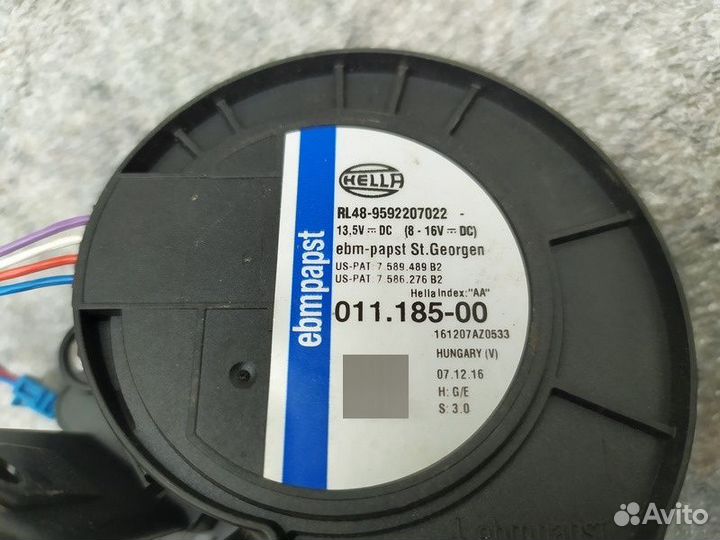 HELLA
RL48-9592207022 -
13,5V⎓DC (8 - 16V⎓DC)
ebm-papst St.Georgen
US-PAT: 7 589.489 B2
US-PAT: 7 586.276 B2
Hella Index:"AA"
011.185-00
161207AZ0533
HUNGARY (V)
07.12.16
H: G/E
S: 3.0
ebmpapst
ebmpapst
Avito